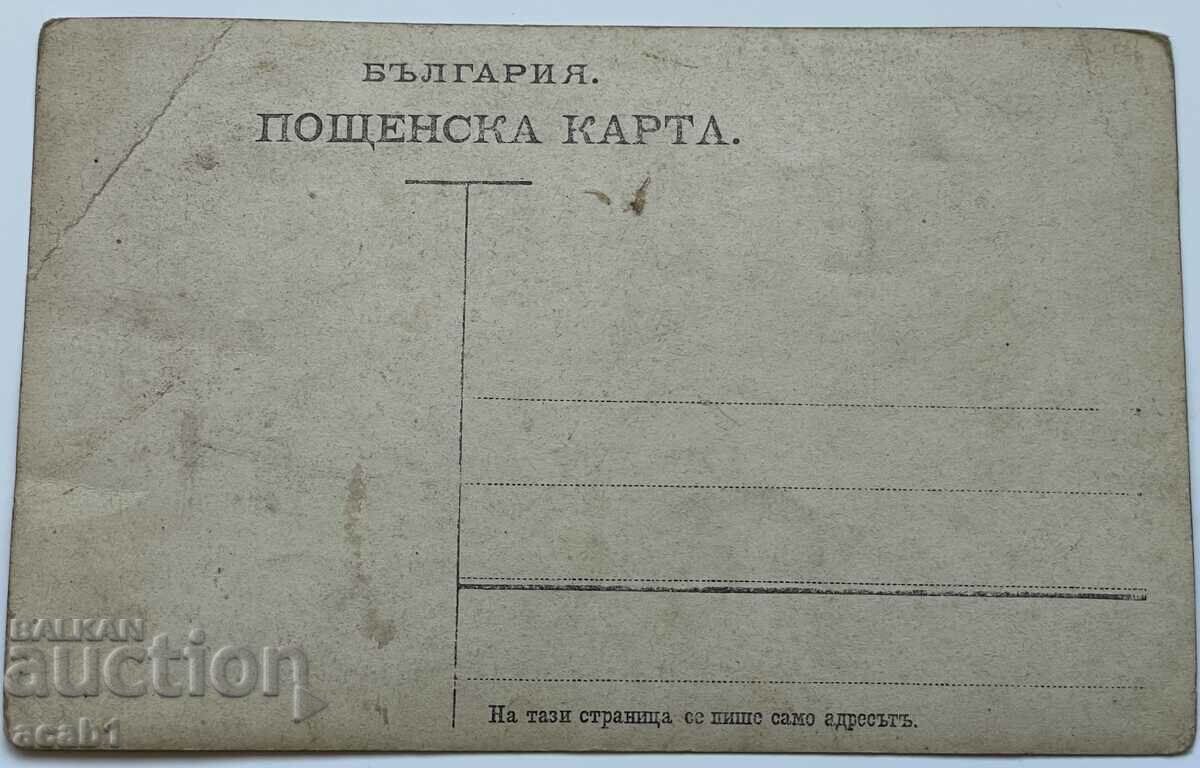 БЪЛГАРИЯ.
ПОЩЕНСКА КАРТА.
На тази страница се пише само адресътъ.
BALKAN
auction
acab1